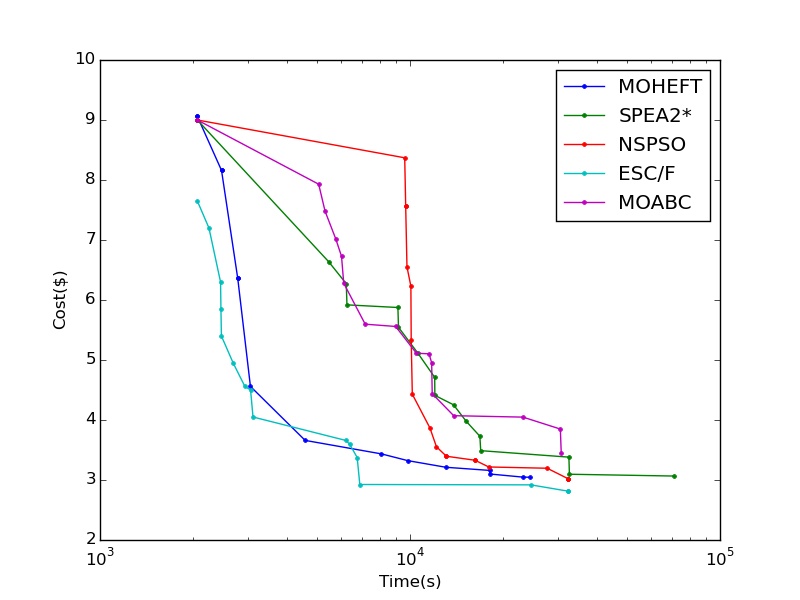 10
9
8
7
6
5
4
3
2
Cost($)
10^3
10^4
10^5
Time(s)
MOHEFT
SPEA2*
NSPSO
ESC/F
MOABC